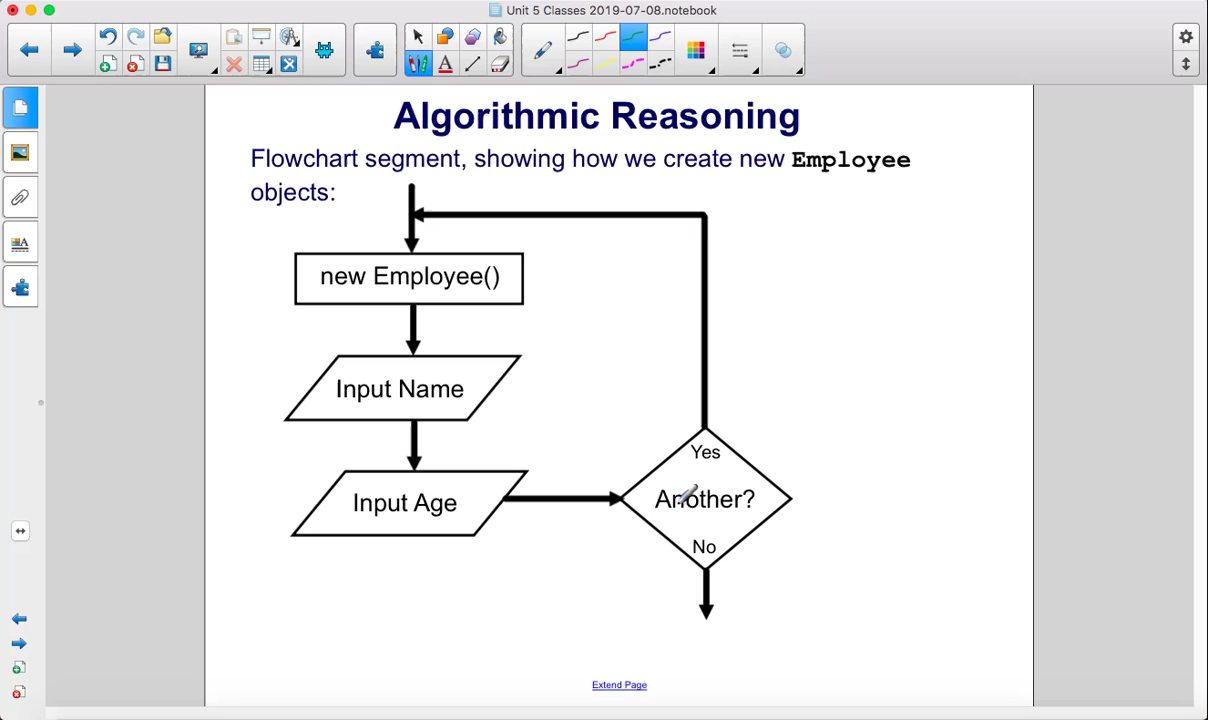 Unit 5 Classes 2019-07-08.notebook
Algorithmic Reasoning
Flowchart segment, showing how we create new Employee
objects:
new Employee()
Input Name
Input Age
Yes
Another?
No
Extend Page